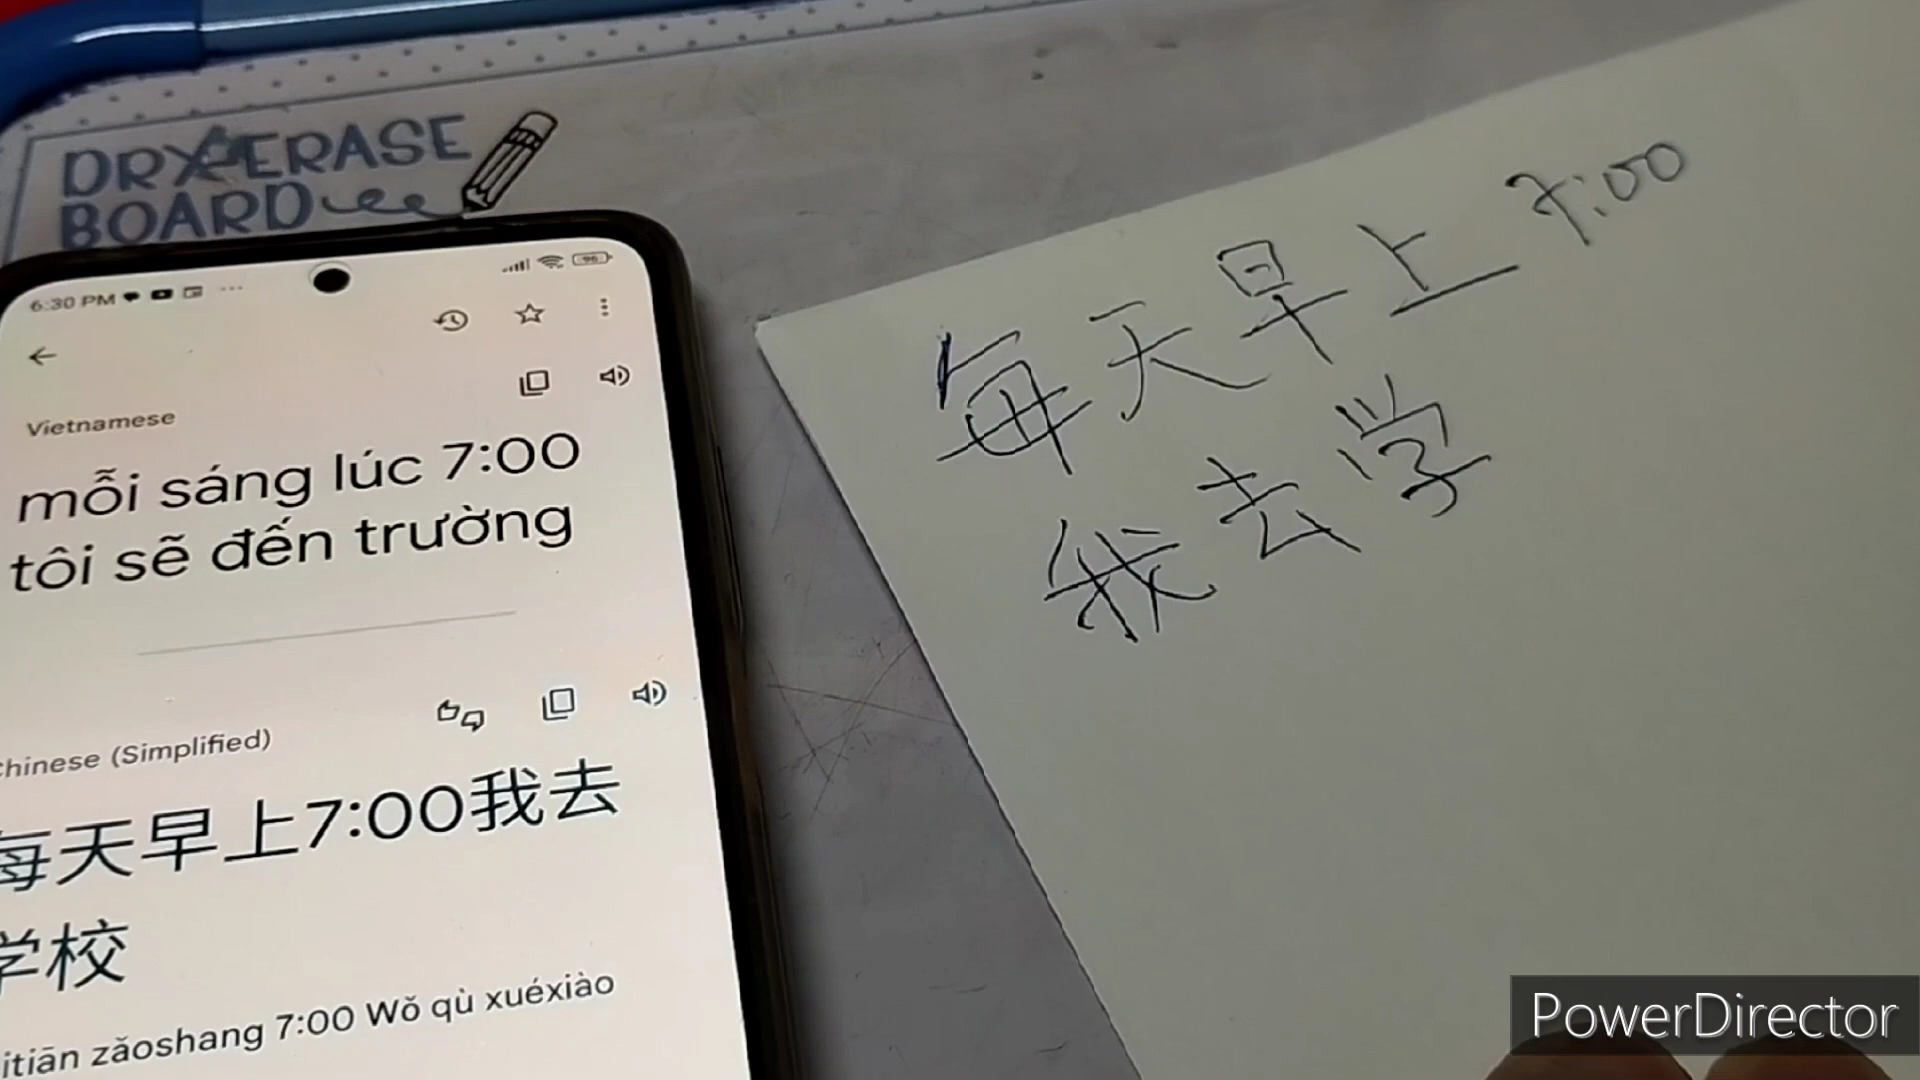 DRY ERASE
BOARD
6:30 PM
96
Vietnamese
mỗi sáng lúc 7:00
tôi sẽ đến trường
Chinese (Simplified)
每天早上7:00我去
学校
itiān zǎoshang 7:00 Wǒ qù xuéxiào
每天早上 7:00
我去学
PowerDirector